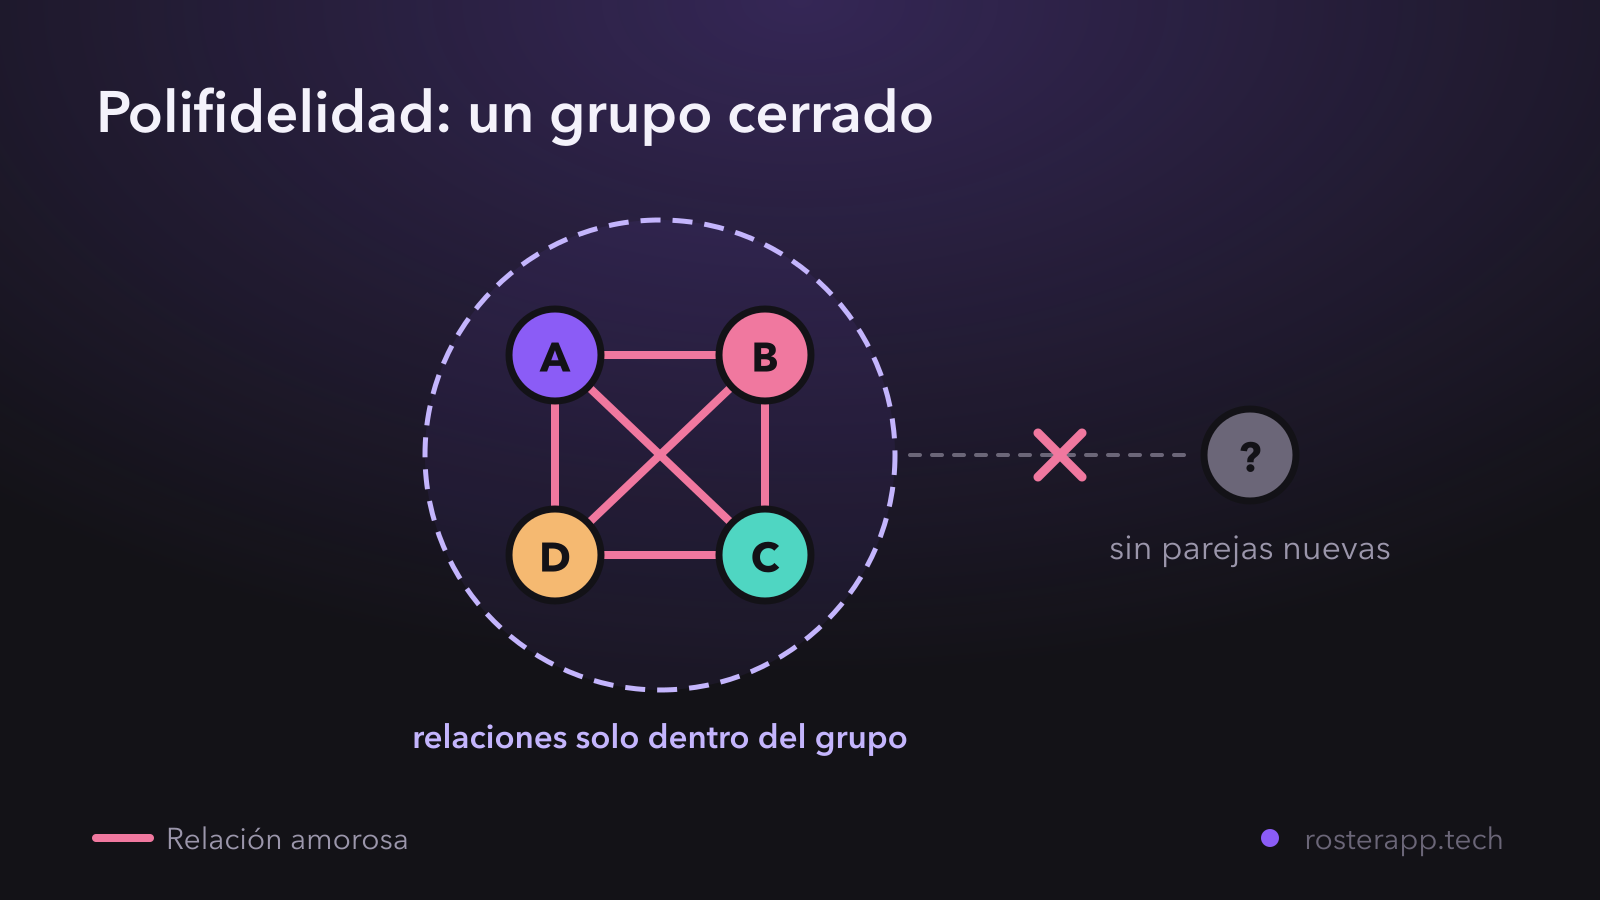 Polifidelidad: un grupo cerrado
A
B
?
D
C
sin parejas nuevas
relaciones solo dentro del grupo
Relación amorosa
rosterapp.tech